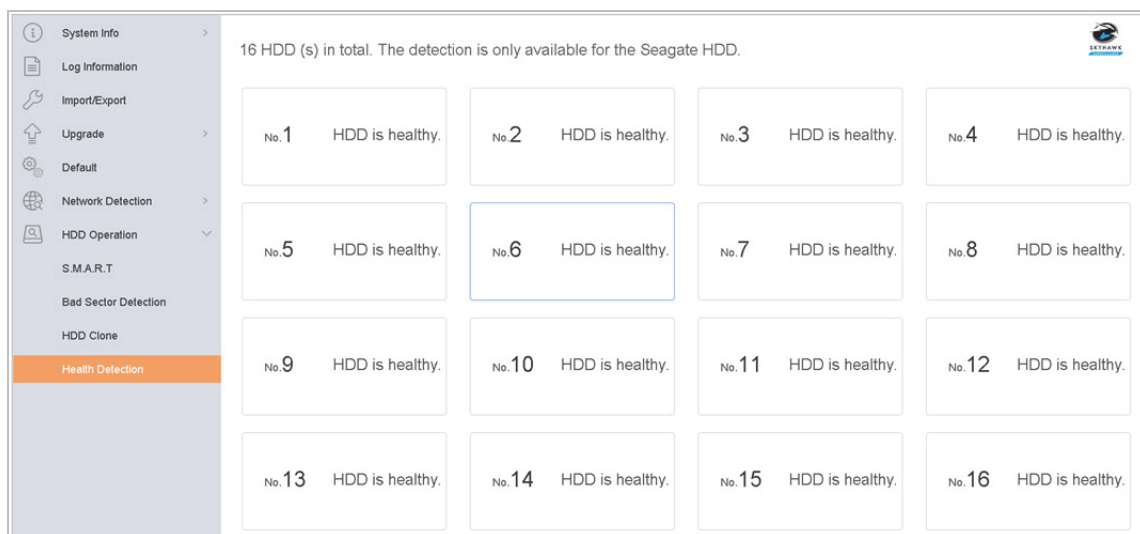 System Info
Log Information
Import/Export
Upgrade
Default
Network Detection
HDD Operation
S.M.A.R.T
Bad Sector Detection
HDD Clone
Health Detection
16 HDD (s) in total. The detection is only available for the Seagate HDD.
SKYHAWK
No.1 HDD is healthy.
No.2 HDD is healthy.
No.3 HDD is healthy.
No.4 HDD is healthy.
No.5 HDD is healthy.
No.6 HDD is healthy.
No.7 HDD is healthy.
No.8 HDD is healthy.
No.9 HDD is healthy.
No.10 HDD is healthy.
No.11 HDD is healthy.
No.12 HDD is healthy.
No.13 HDD is healthy.
No.14 HDD is healthy.
No.15 HDD is healthy.
No.16 HDD is healthy.